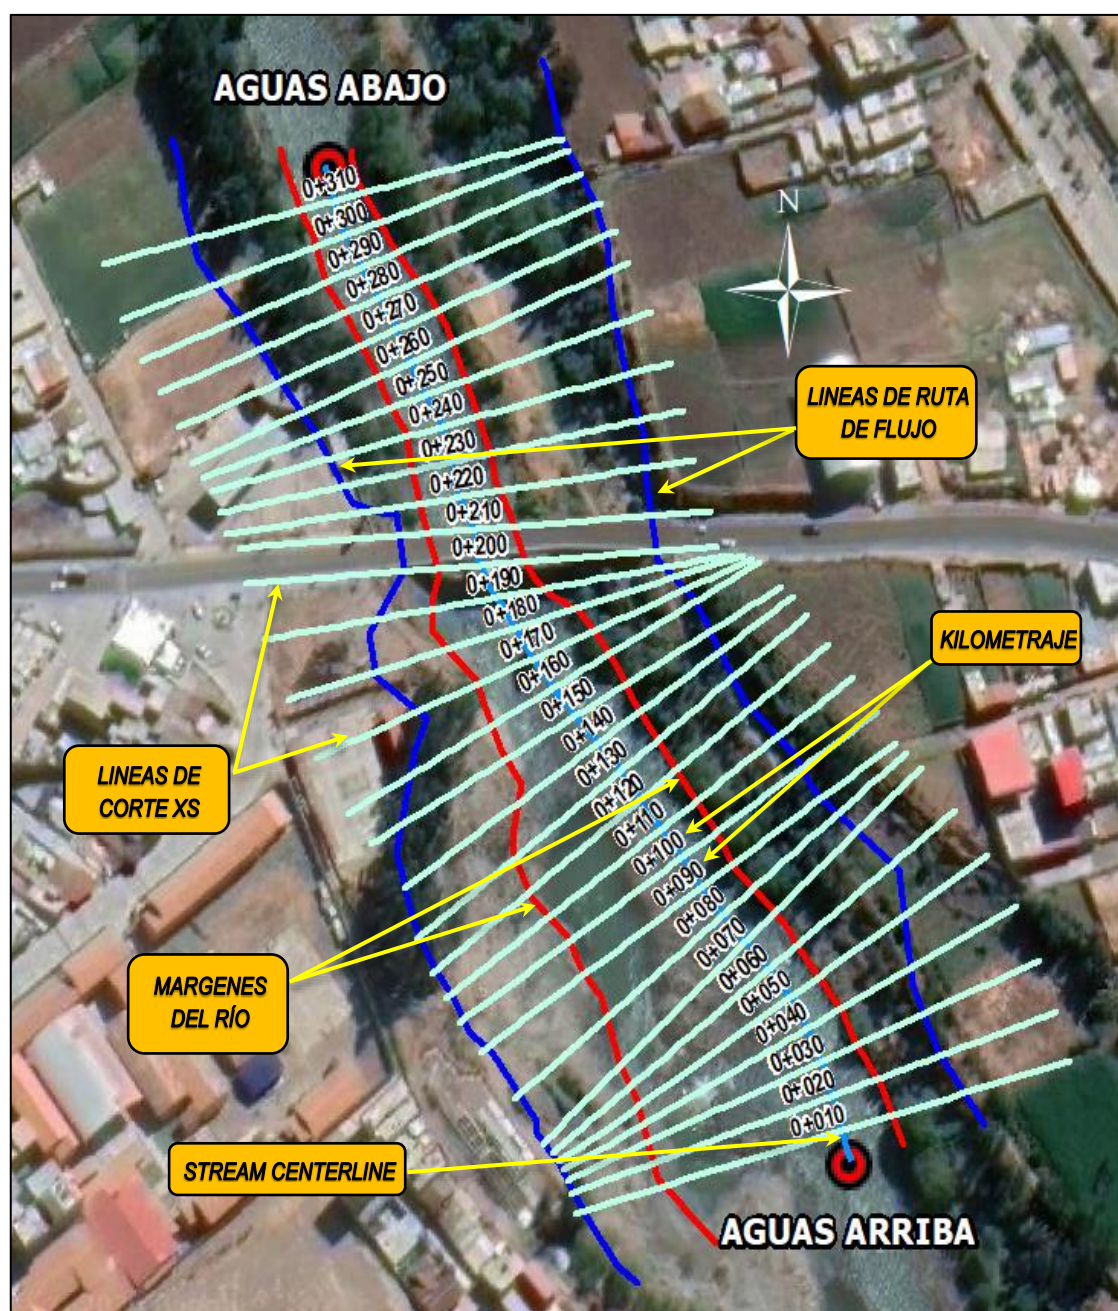 AGUAS ABAJO
0+310
0+300
N
0+290
0+280
0+270
0+260
0+250
0+240
LINEAS DE RUTA
DE FLUJO
0+230
0+220
0+210
0+200
0+190
0+180
0+170
KILOMETRAJE
0+160
0+150
0+140
0+130
LINEAS DE
CORTE XS
0+120
0+110
0+100
0+090
0+080
0+070
0+060
MARGENES
DEL RÍO
0+050
0+040
0+030
0+020
0+010
STREAM CENTERLINE
AGUAS ARRIBA